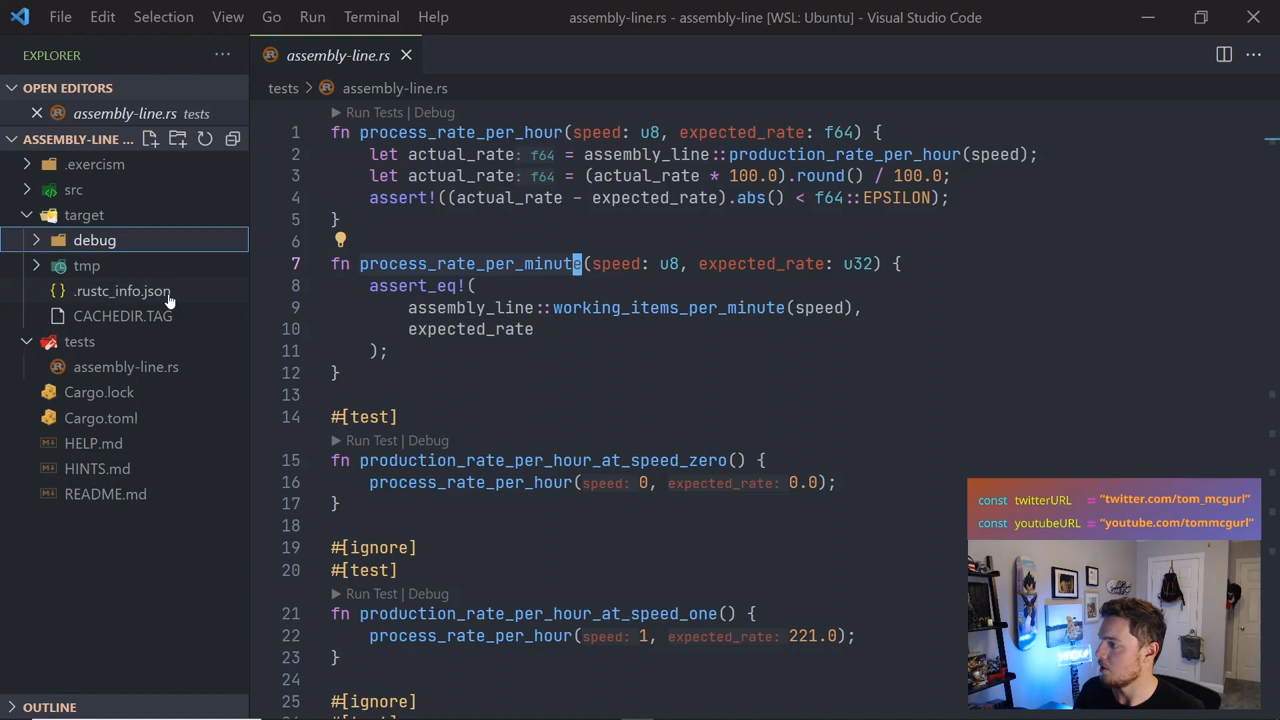 File Edit Selection View Go Run Terminal Help
assembly-line.rs - assembly-line [WSL: Ubuntu] - Visual Studio Code
EXPLORER
OPEN EDITORS
assembly-line.rs tests
ASSEMBLY-LINE ...
.exercism
src
target
debug
tmp
.rustc_info.json
CACHEDIR.TAG
tests
assembly-line.rs
Cargo.lock
Cargo.toml
HELP.md
HINTS.md
README.md
OUTLINE
assembly-line.rs
tests > assembly-line.rs
Run Tests | Debug
1 fn process_rate_per_hour(speed: u8, expected_rate: f64) {
2 let actual_rate: f64 = assembly_line::production_rate_per_hour(speed);
3 let actual_rate: f64 = (actual_rate * 100.0).round() / 100.0;
4 assert!((actual_rate - expected_rate).abs() < f64::EPSILON);
5 }
6
7 fn process_rate_per_minute(speed: u8, expected_rate: u32) {
8 assert_eq!(
9 assembly_line::working_items_per_minute(speed),
10 expected_rate
11 );
12 }
13
14 #[test]
Run Test | Debug
15 fn production_rate_per_hour_at_speed_zero() {
16 process_rate_per_hour(speed: 0, expected_rate: 0.0);
17 }
18
19 #[ignore]
20 #[test]
Run Test | Debug
21 fn production_rate_per_hour_at_speed_one() {
22 process_rate_per_hour(speed: 1, expected_rate: 221.0);
23 }
24
25 #[ignore]
const twitterURL = "twitter.com/tom_mcgurl"
const youtubeURL = "youtube.com/tommcgurl"